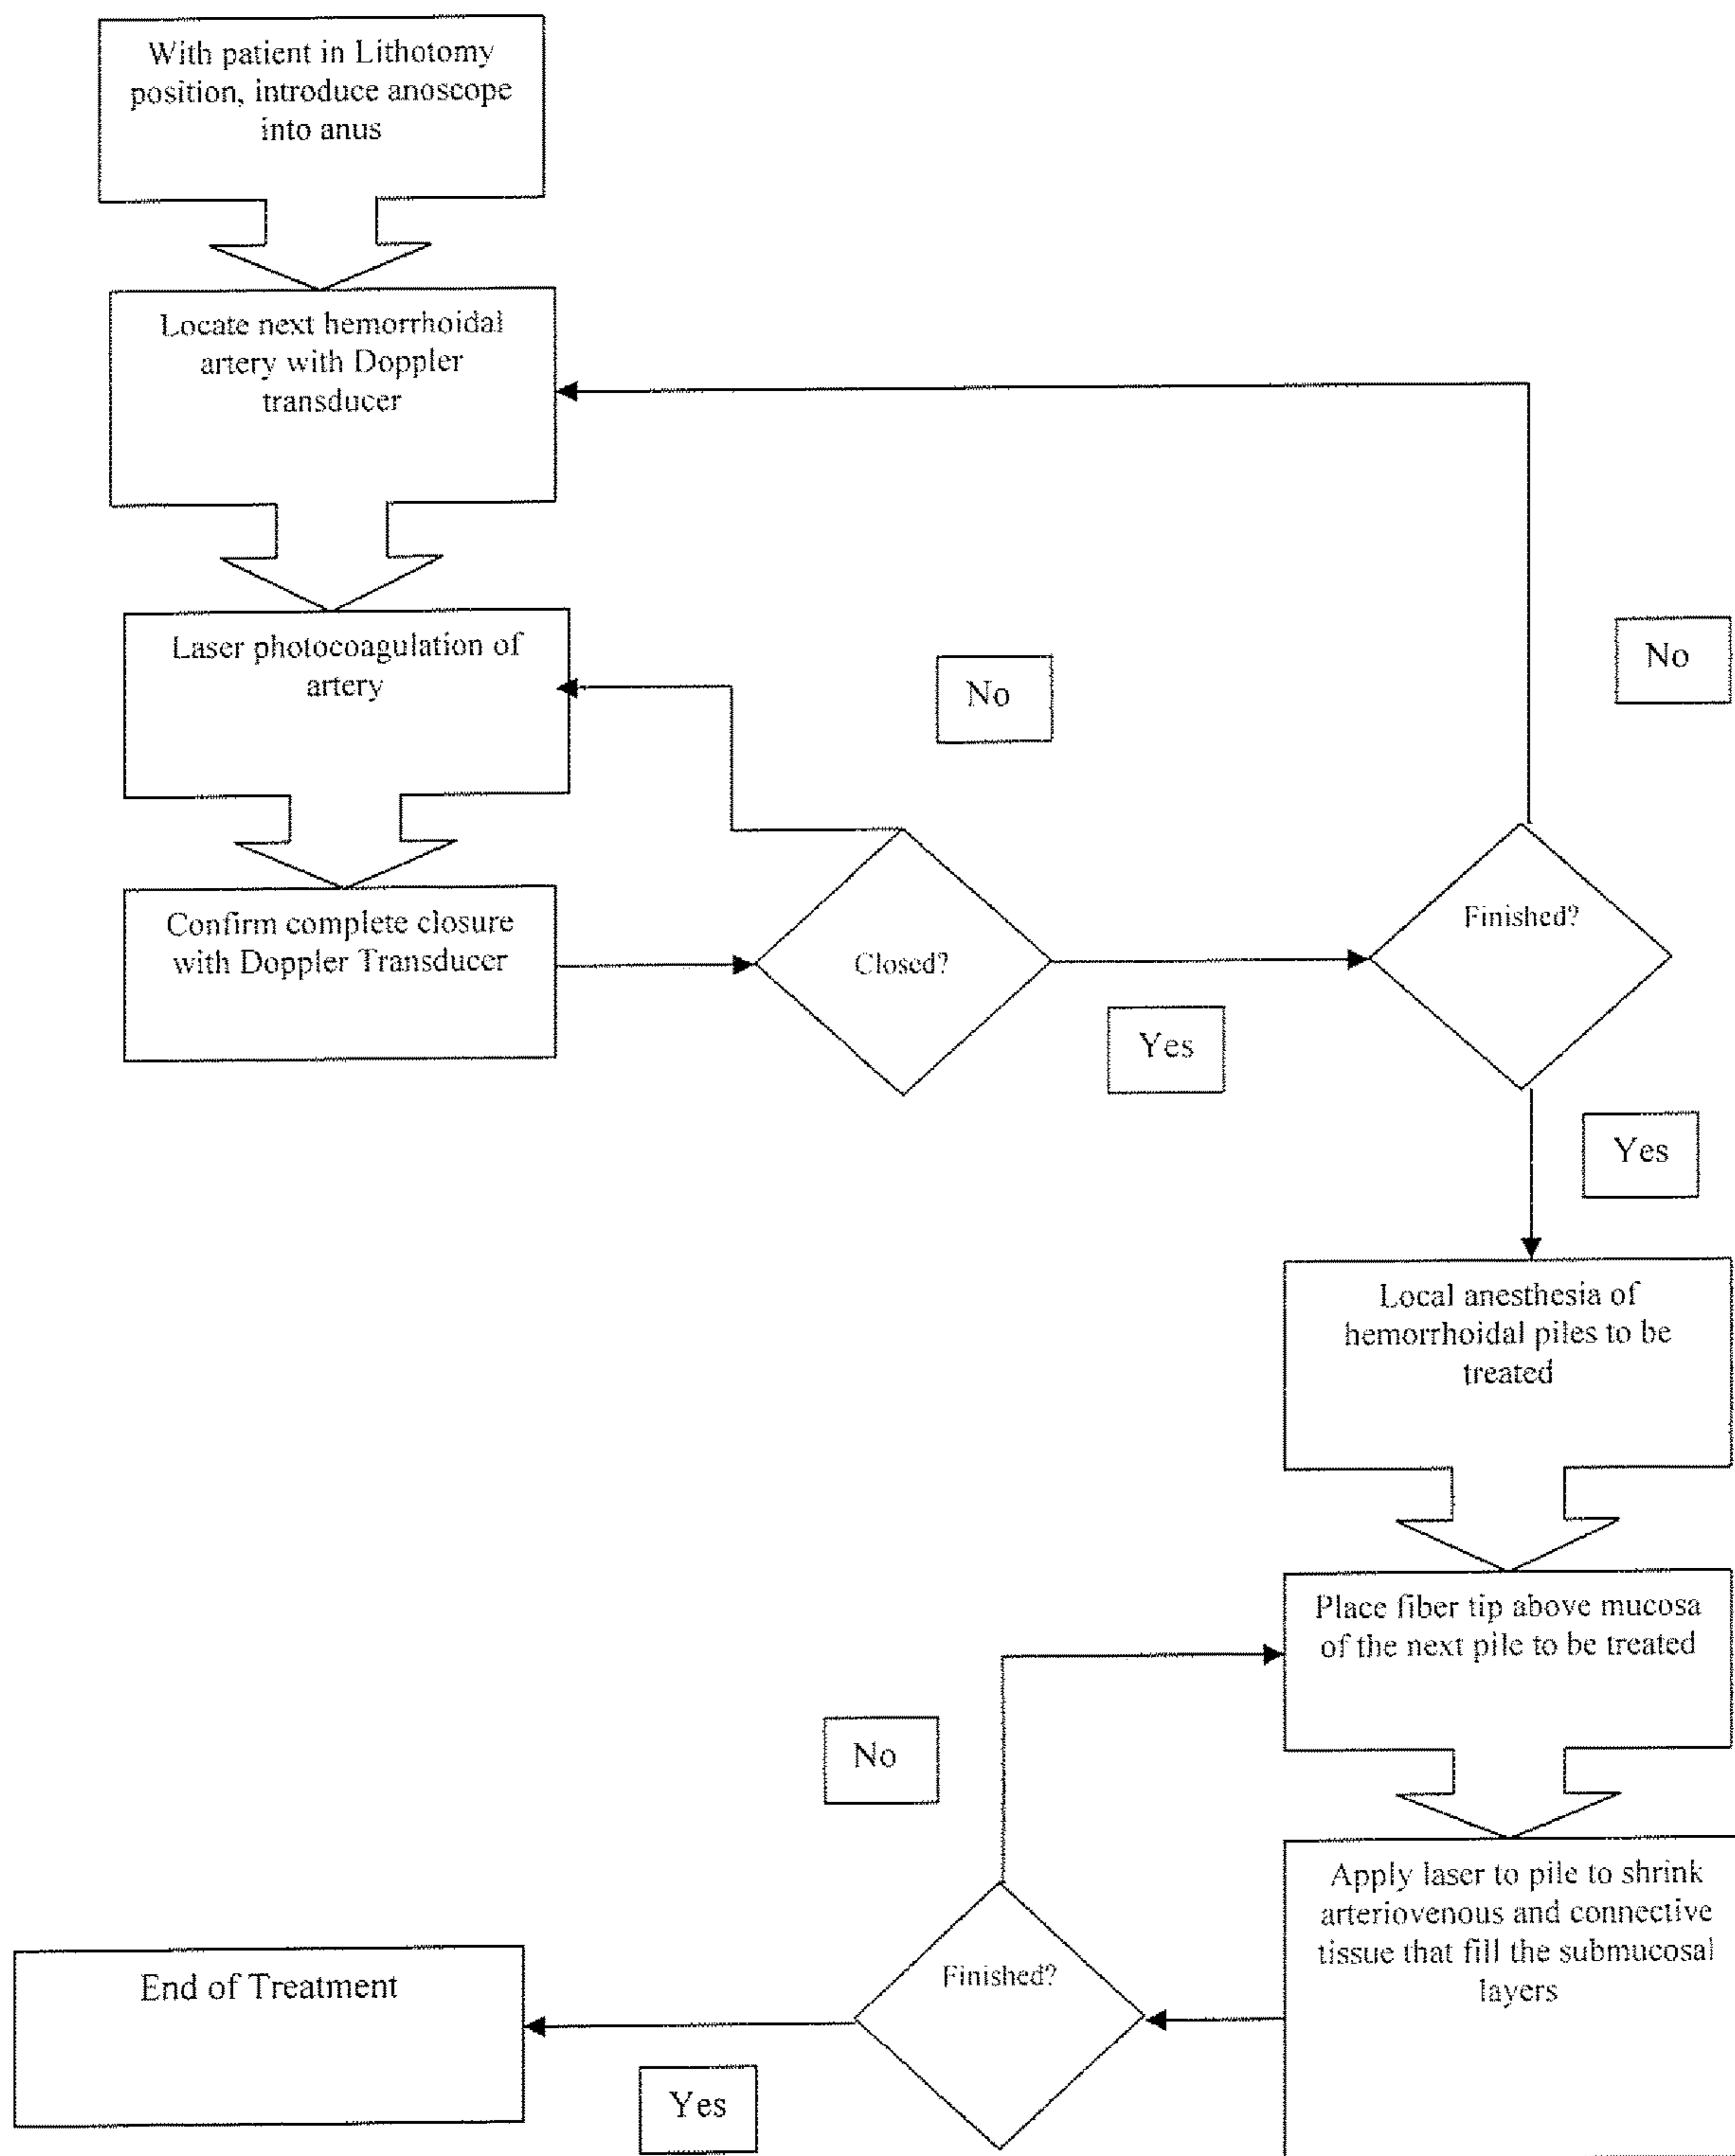 With patient in Lithotomy
position, introduce anoscope
into anus
Locate next hemorrhoidal
artery with Doppler
transducer
Laser photocoagulation of
artery
No
No
Confirm complete closure
with Doppler Transducer
Closed?
Finished?
Yes
Yes
Local anesthesia of
hemorrhoidal piles to be
treated
Place fiber tip above mucosa
of the next pile to be treated
No
Apply laser to pile to shrink
arteriovenous and connective
tissue that fill the submucosal
layers
Finished?
End of Treatment
Yes